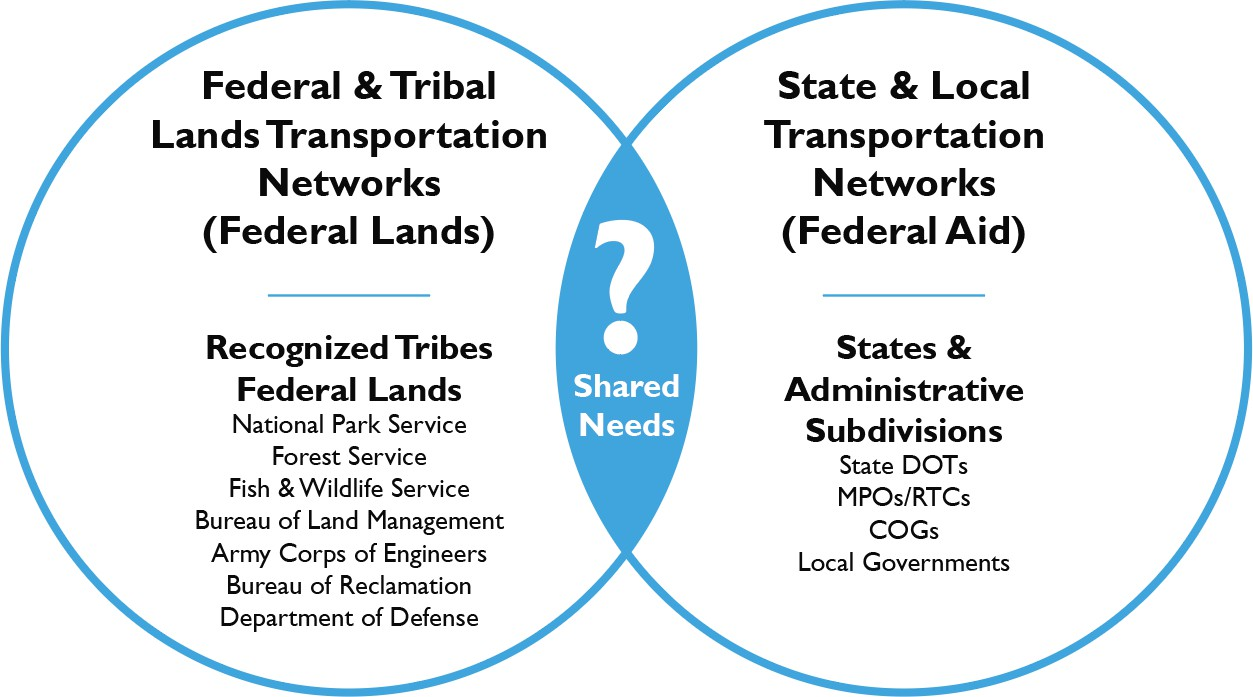 Federal & Tribal
Lands Transportation
Networks
(Federal Lands)
Recognized Tribes
Federal Lands
National Park Service
Forest Service
Fish & Wildlife Service
Bureau of Land Management
Army Corps of Engineers
Bureau of Reclamation
Department of Defense
?
Shared
Needs
State & Local
Transportation
Networks
(Federal Aid)
States &
Administrative
Subdivisions
State DOTs
MPOs/RTCs
COGs
Local Governments